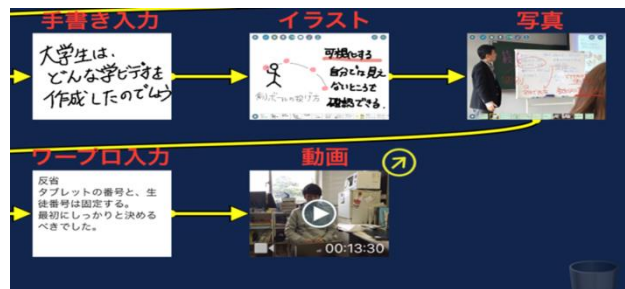 手書き入力
イラスト
写真
大学生は、
どんな学ビデオを
作成したのでしょう
可視化する
自分では見え
ないところで
確認できる。
ワープロ入力
動画
反省
タブレットの番号と、生
徒番号は固定する。
最初にしっかりと決める
べきでした。
00:13:30